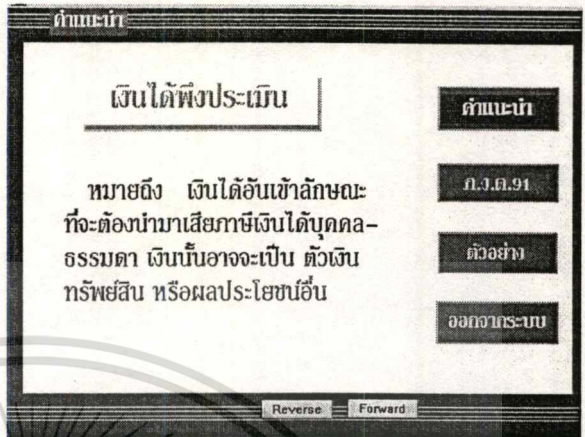 คำแนะนำ
เงินได้พึงประเมิน
หมายถึง เงินได้อันเข้าลักษณะ
ที่จะต้องนำมาเสียภาษีเงินได้บุคคล-
ธรรมดา เงินนั้นอาจจะเป็น ตัวเงิน
ทรัพย์สิน หรือผลประโยชน์อื่น
คำแนะนำ
ภ.ง.ด.91
ตัวอย่าง
ออกจากระบบ
Reverse Forward